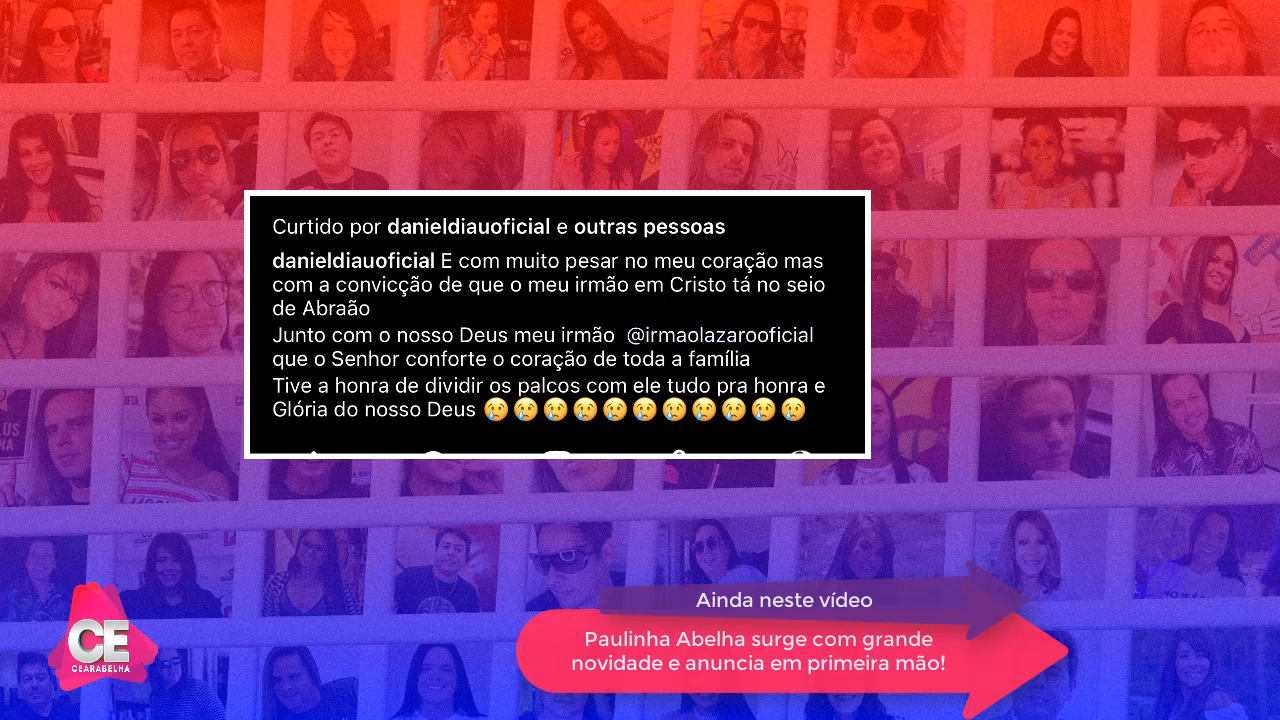 Curtido por danieldiauoficial e outras pessoas
danieldiauoficial E com muito pesar no meu coração mas
com a convicção de que o meu irmão em Cristo tá no seio
de Abraão
Junto com o nosso Deus meu irmão @irmaolazarooficial
que o Senhor conforte o coração de toda a família
Tive a honra de dividir os palcos com ele tudo pra honra e
Glória do nosso Deus 😢😢😢😢😢😢😢😢😢😢😢
Ainda neste vídeo
Paulinha Abelha surge com grande
novidade e anuncia em primeira mão!
CE
CEARABELHA